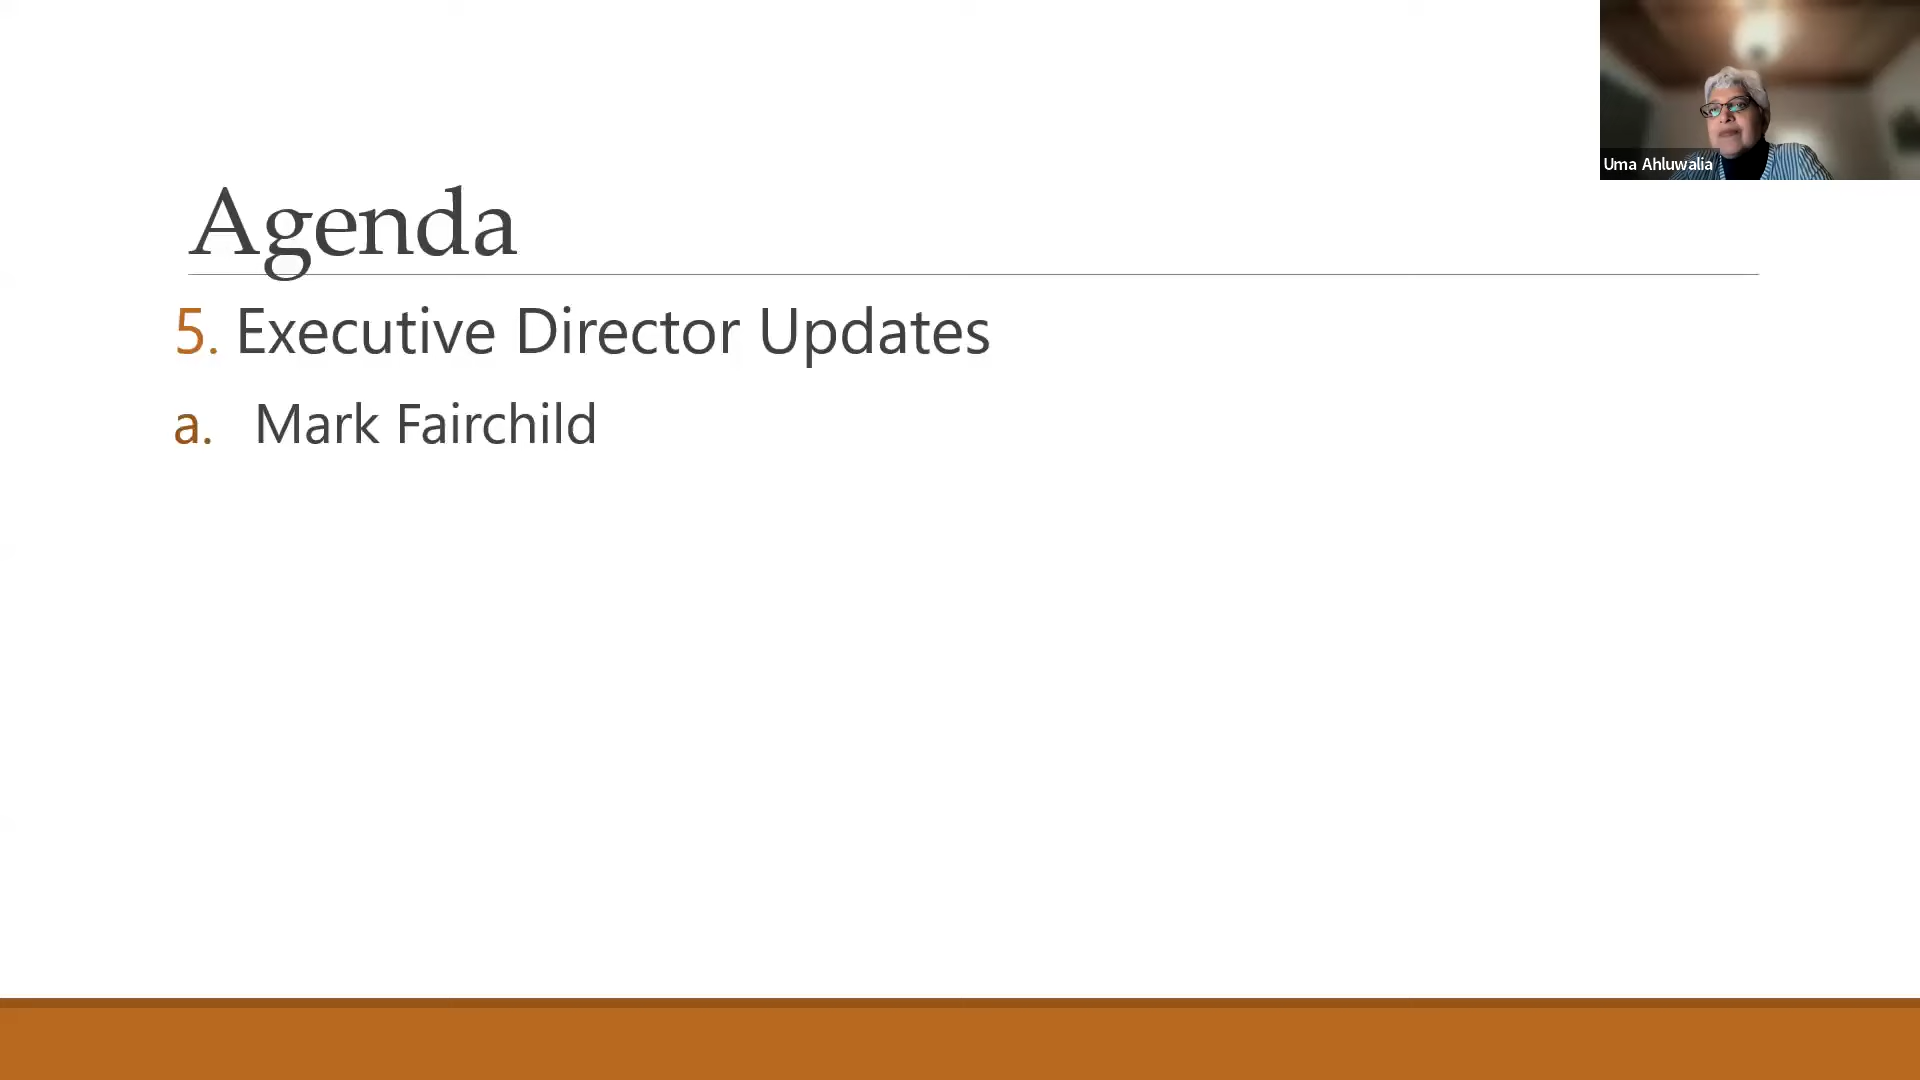 Agenda
5. Executive Director Updates
a. Mark Fairchild
Uma Ahluwalia